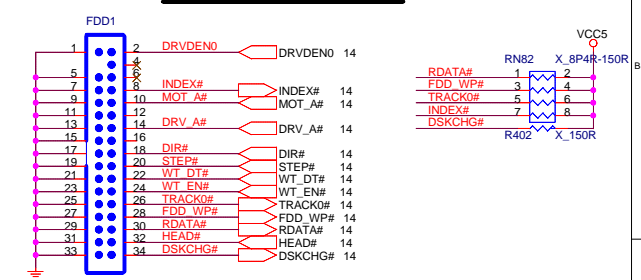 FDD1
1 2 DRVDEN0 DRVDEN0 14
4
5 6
7 8 INDEX# INDEX# 14
9 10 MOT_A# MOT_A# 14
11 12
13 14 DRV_A# DRV_A# 14
15 16
17 18 DIR# DIR# 14
19 20 STEP# STEP# 14
21 22 WT_DT# WT_DT# 14
23 24 WT_EN# WT_EN# 14
25 26 TRACK0# TRACK0# 14
27 28 FDD_WP# FDD_WP# 14
29 30 RDATA# RDATA# 14
31 32 HEAD# HEAD# 14
33 34 DSKCHG# DSKCHG# 14
VCC5
RN82 X_8P4R-150R
RDATA# 1 2
FDD_WP# 3 4
TRACK0# 5 6
INDEX# 7 8
DSKCHG#
R402 X_150R
B